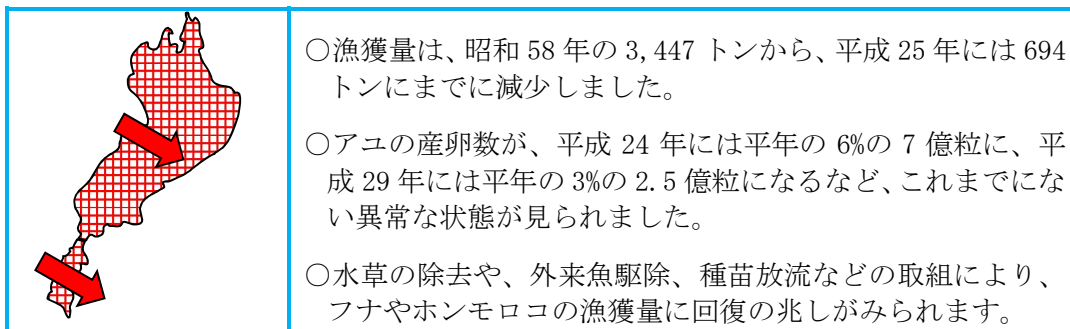 ○漁獲量は、昭和 58 年の 3,447 トンから、平成 25 年には 694
トンにまでに減少しました。
○アユの産卵数が、平成 24 年には平年の 6%の 7 億粒に、平
成 29 年には平年の 3%の 2.5 億粒になるなど、これまでにな
い異常な状態が見られました。
○水草の除去や、外来魚駆除、種苗放流などの取組により、
フナやホンモロコの漁獲量に回復の兆しがみられます。